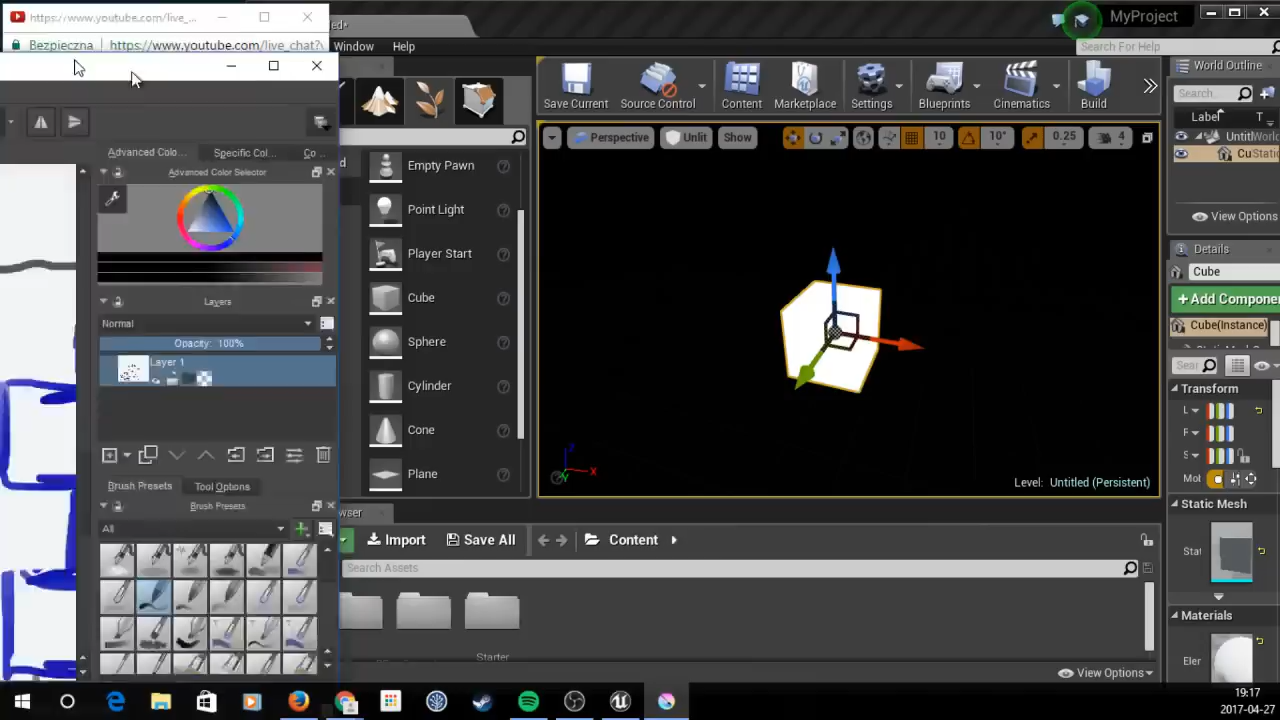 https://www.youtube.com/live_...
Bezpieczna
https://www.youtube.com/live_chat?
Window
Help
MyProject
Search For Help
Save Current
Source Control
Content
Marketplace
Settings
Blueprints
Cinematics
Build
World Outline
Search...
Label
Perspective
Unlit
Show
10
10°
0.25
4
Advanced Colo...
Specific Col...
Co...
Advanced Color Selector
Layers
Normal
Opacity: 100%
Layer 1
Brush Presets
Tool Options
Brush Presets
All
Empty Pawn
Point Light
Player Start
Cube
Sphere
Cylinder
Cone
Plane
Level: Untitled (Persistent)
View Options
Details
Cube
Add Compone
Cube(Instance)
Sear
Transform
Static Mesh
Stat
Materials
Eler
Import
Save All
Content
Search Assets
Starter
View Options
19:17
2017-04-27